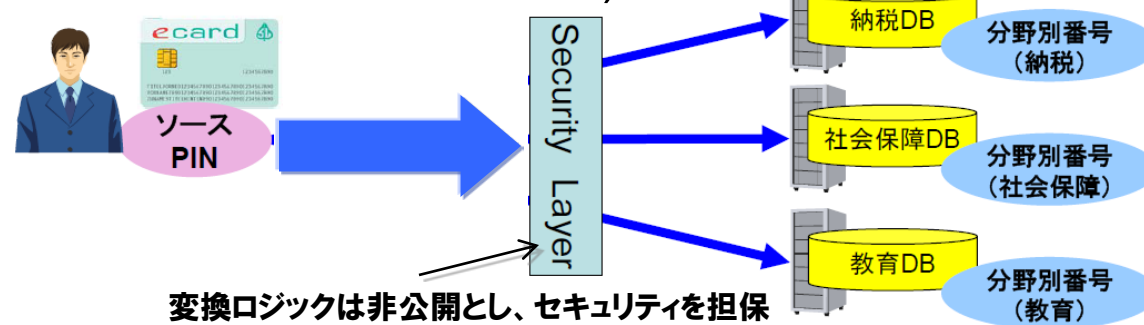 ecard
ソース
PIN
Security Layer
納税DB
分野別番号
（納税）
社会保障DB
分野別番号
（社会保障）
教育DB
分野別番号
（教育）
変換ロジックは非公開とし、セキュリティを担保